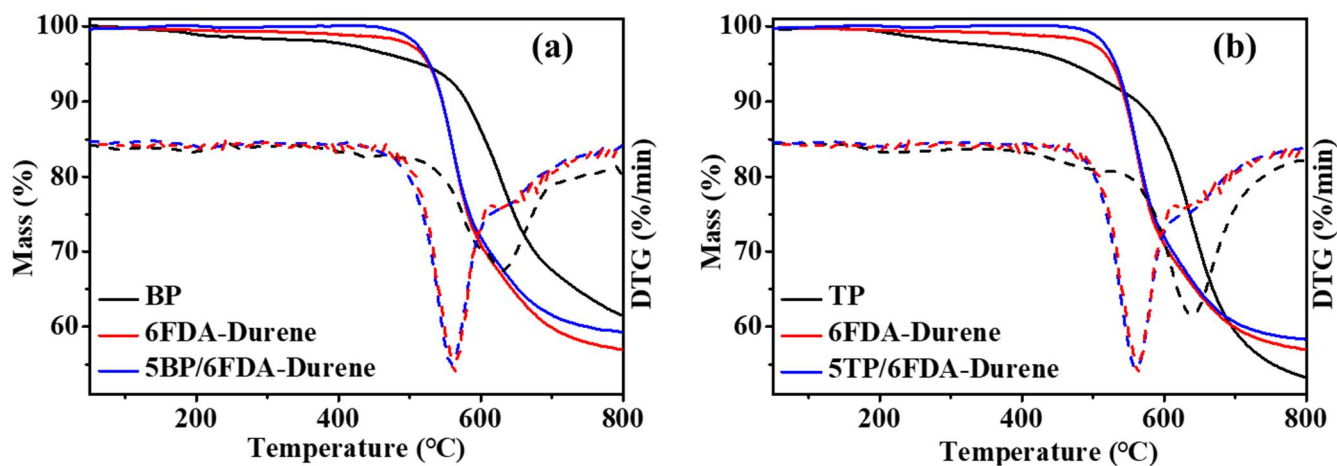 (a)
100
90
80
70
60
Mass (%)
DTG (%/min)
BP
6FDA-Durene
5BP/6FDA-Durene
200
400
600
800
Temperature (°C)
(b)
100
90
80
70
60
Mass (%)
DTG (%/min)
TP
6FDA-Durene
5TP/6FDA-Durene
200
400
600
800
Temperature (°C)